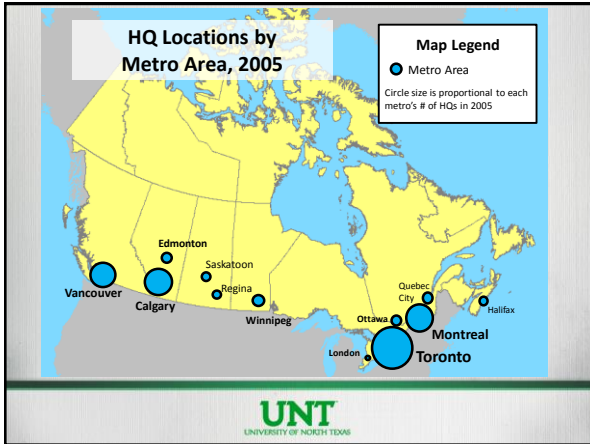 HQ Locations by
Metro Area, 2005
Map Legend
Metro Area
Circle size is proportional to each
metro's # of HQs in 2005
Edmonton
Saskatoon
Vancouver
Calgary
Regina
Winnipeg
Quebec
City
Halifax
Ottawa
Montreal
London
Toronto
UNT
UNIVERSITY OF NORTH TEXAS